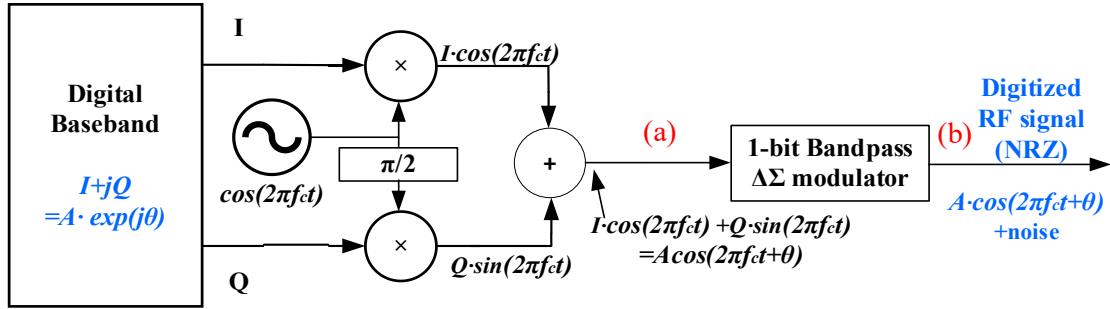 Digital
Baseband
I+jQ
=A· exp(jθ)
I
Q
×
I·cos(2πfct)
cos(2πfct)
π/2
×
Q·sin(2πfct)
+
(a)
I·cos(2πfct) +Q·sin(2πfct)
=Acos(2πfct+θ)
1-bit Bandpass
ΔΣ modulator
(b)
Digitized
RF signal
(NRZ)
A·cos(2πfct+θ)
+noise